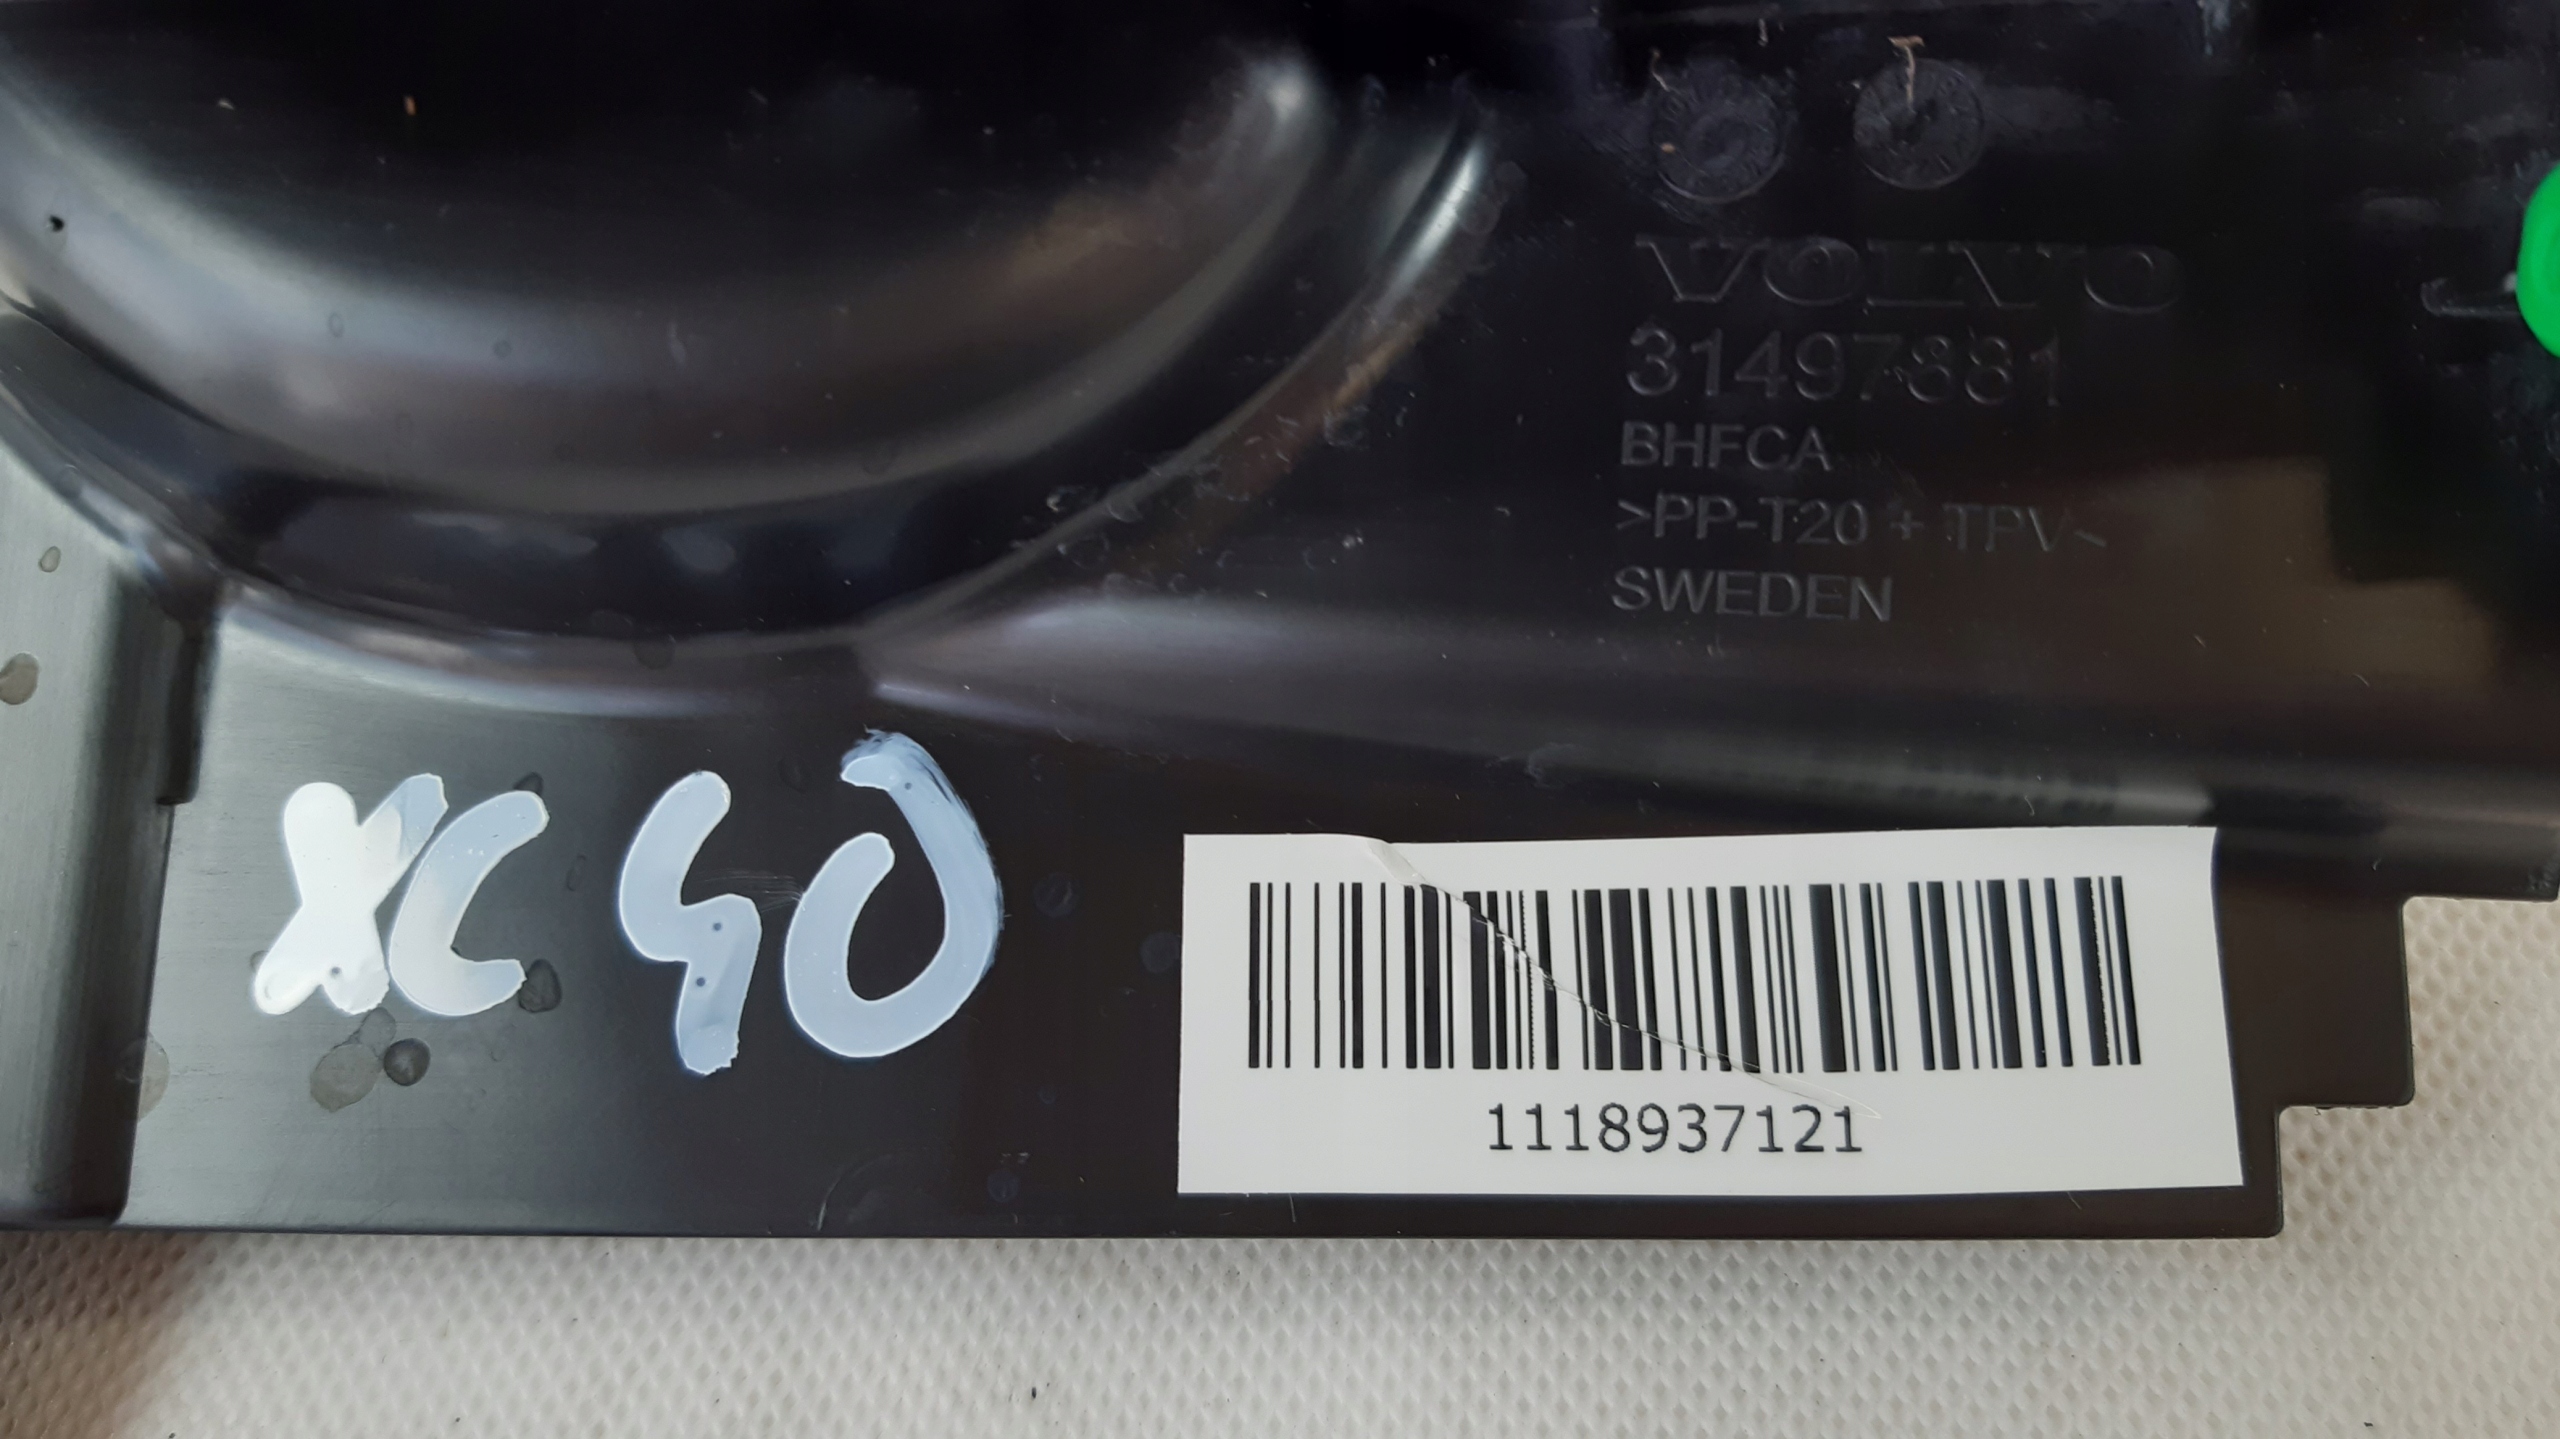 VOLVO
31497881
BHFCA
>PP-T20 + TPV<
SWEDEN
XC 40
1118937121